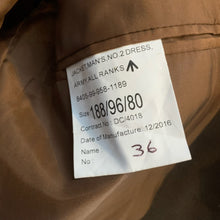 JACKET MAN'S, NO.2 DRESS,
ARMY ALL RANKS
8405-99-958-1189
Size: 188/96/80
Contract No : DC/4018
Date of Manufacture: 12/2016
Name :
No : 36